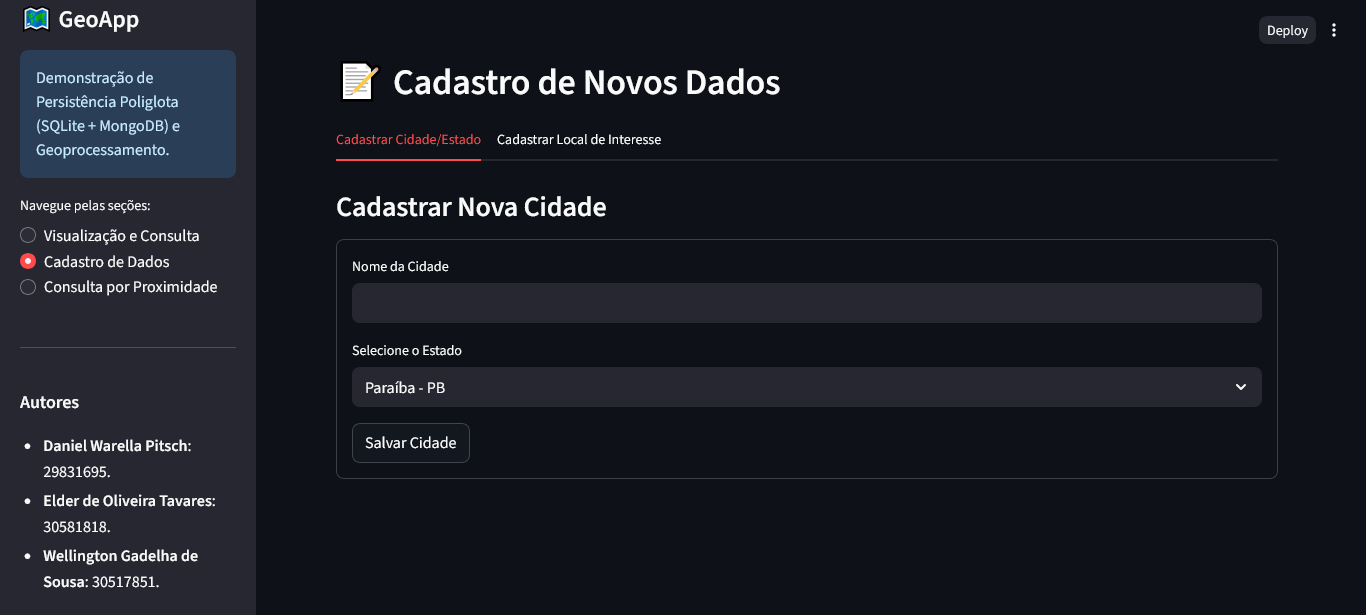 GeoApp
Demonstração de
Persistência Poliglota
(SQLite + MongoDB) e
Geoprocessamento.
Navegue pelas seções:
Visualização e Consulta
Cadastro de Dados
Consulta por Proximidade
Autores
Daniel Warella Pitsch:
29831695.
Elder de Oliveira Tavares:
30581818.
Wellington Gadelha de
Sousa: 30517851.
Deploy
Cadastro de Novos Dados
Cadastrar Cidade/Estado
Cadastrar Local de Interesse
Cadastrar Nova Cidade
Nome da Cidade
Selecione o Estado
Paraíba - PB
Salvar Cidade